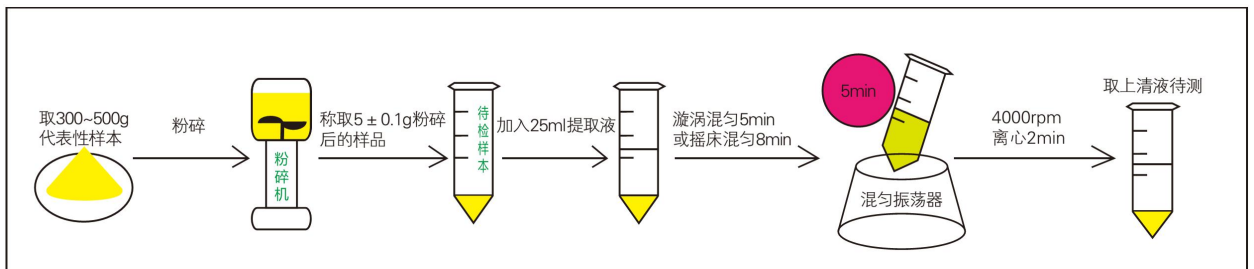 取300~500g
代表性样本
粉碎
粉碎机
称取5±0.1g粉碎
后的样品
待检样本
加入25ml提取液
漩涡混匀5min
或摇床混匀8min
5min
混匀振荡器
4000rpm
离心2min
取上清液待测